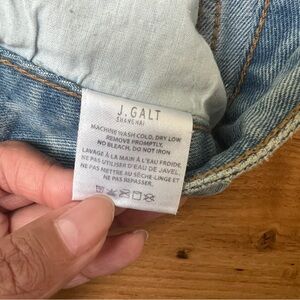 J.GALT
SHANGHAI
MACHINE WASH COLD, DRY LOW
REMOVE PROMPTLY,
NO BLEACH, DO NOT IRON
LAVAGE À LA MAIN À L'EAU FROIDE,
NE PAS UTILISER D'EAU DE JAVEL,
NE PAS METTRE AU SÈCHE-LINGE ET
NE PAS REPASSER.